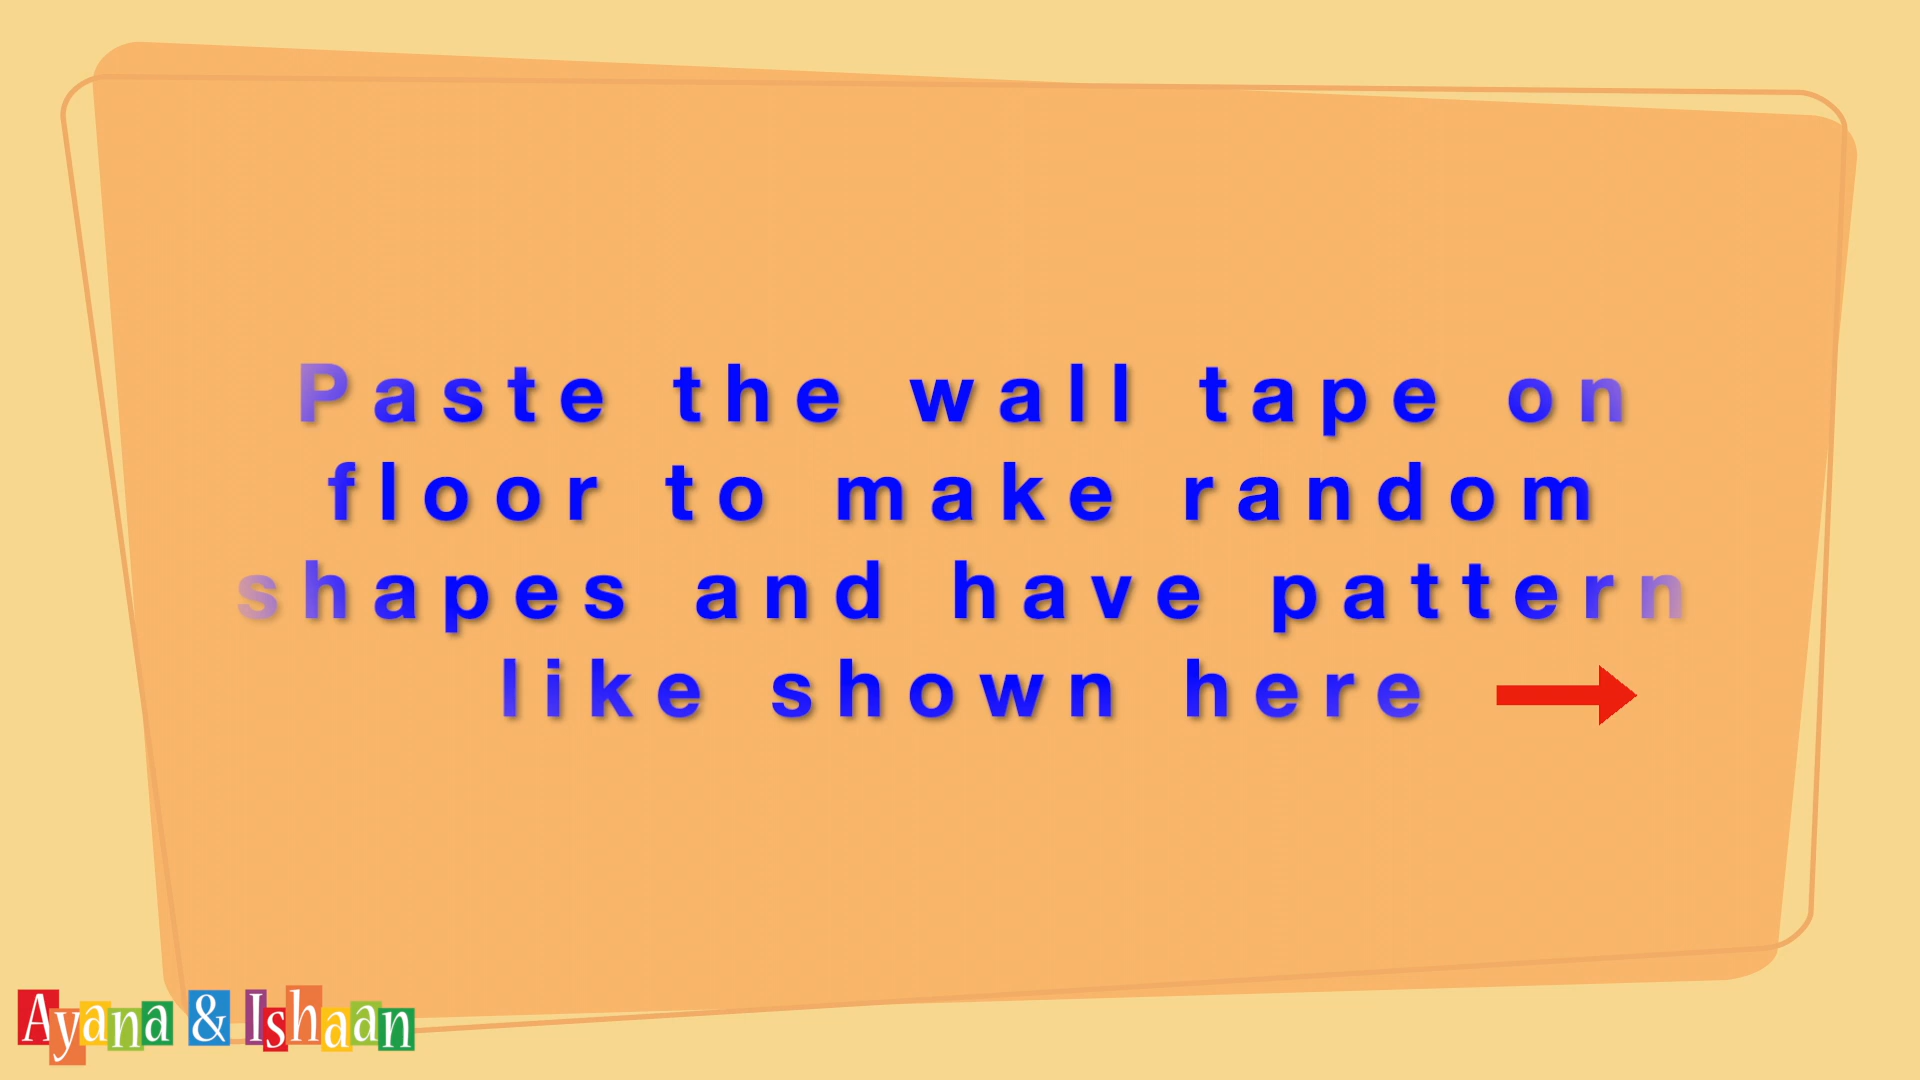 Paste the wall tape on
floor to make random
shapes and have pattern
like shown here
Ayana & Ishaan